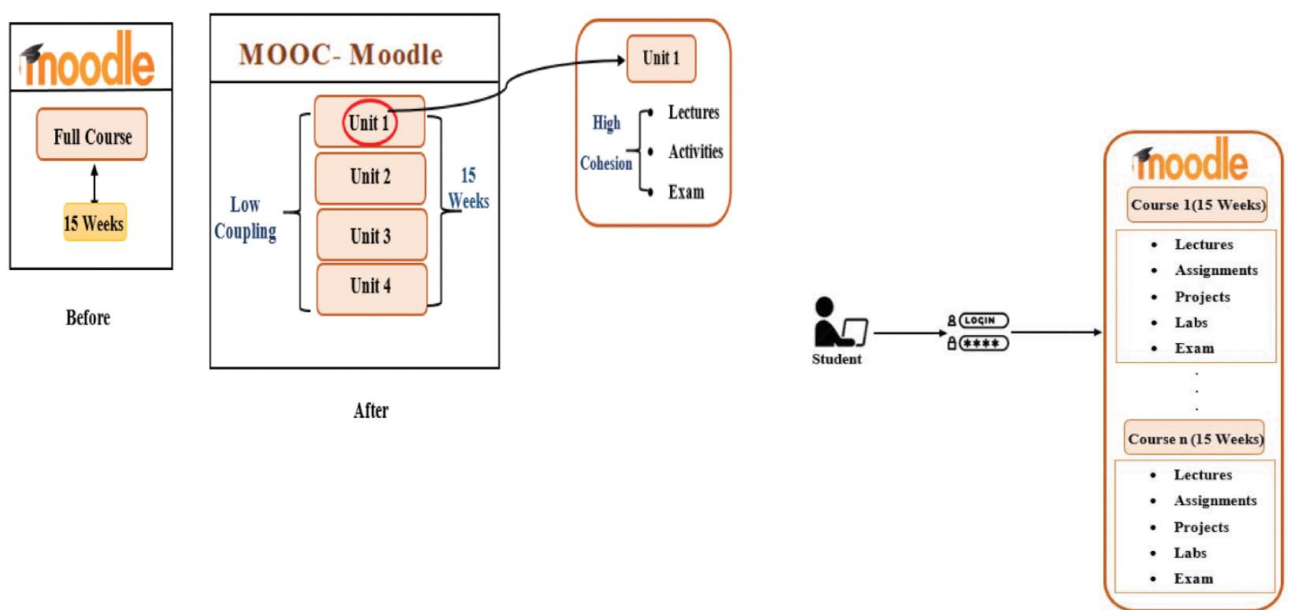 moodle
Full Course
15 Weeks
Before
MOOC- Moodle
Unit 1
Unit 2
Unit 3
Unit 4
Low
Coupling
15
Weeks
After
Unit 1
High
Cohesion
• Lectures
• Activities
• Exam
Student
LOGIN
****
moodle
Course 1(15 Weeks)
• Lectures
• Assignments
• Projects
• Labs
• Exam
.
.
.
Course n (15 Weeks)
• Lectures
• Assignments
• Projects
• Labs
• Exam